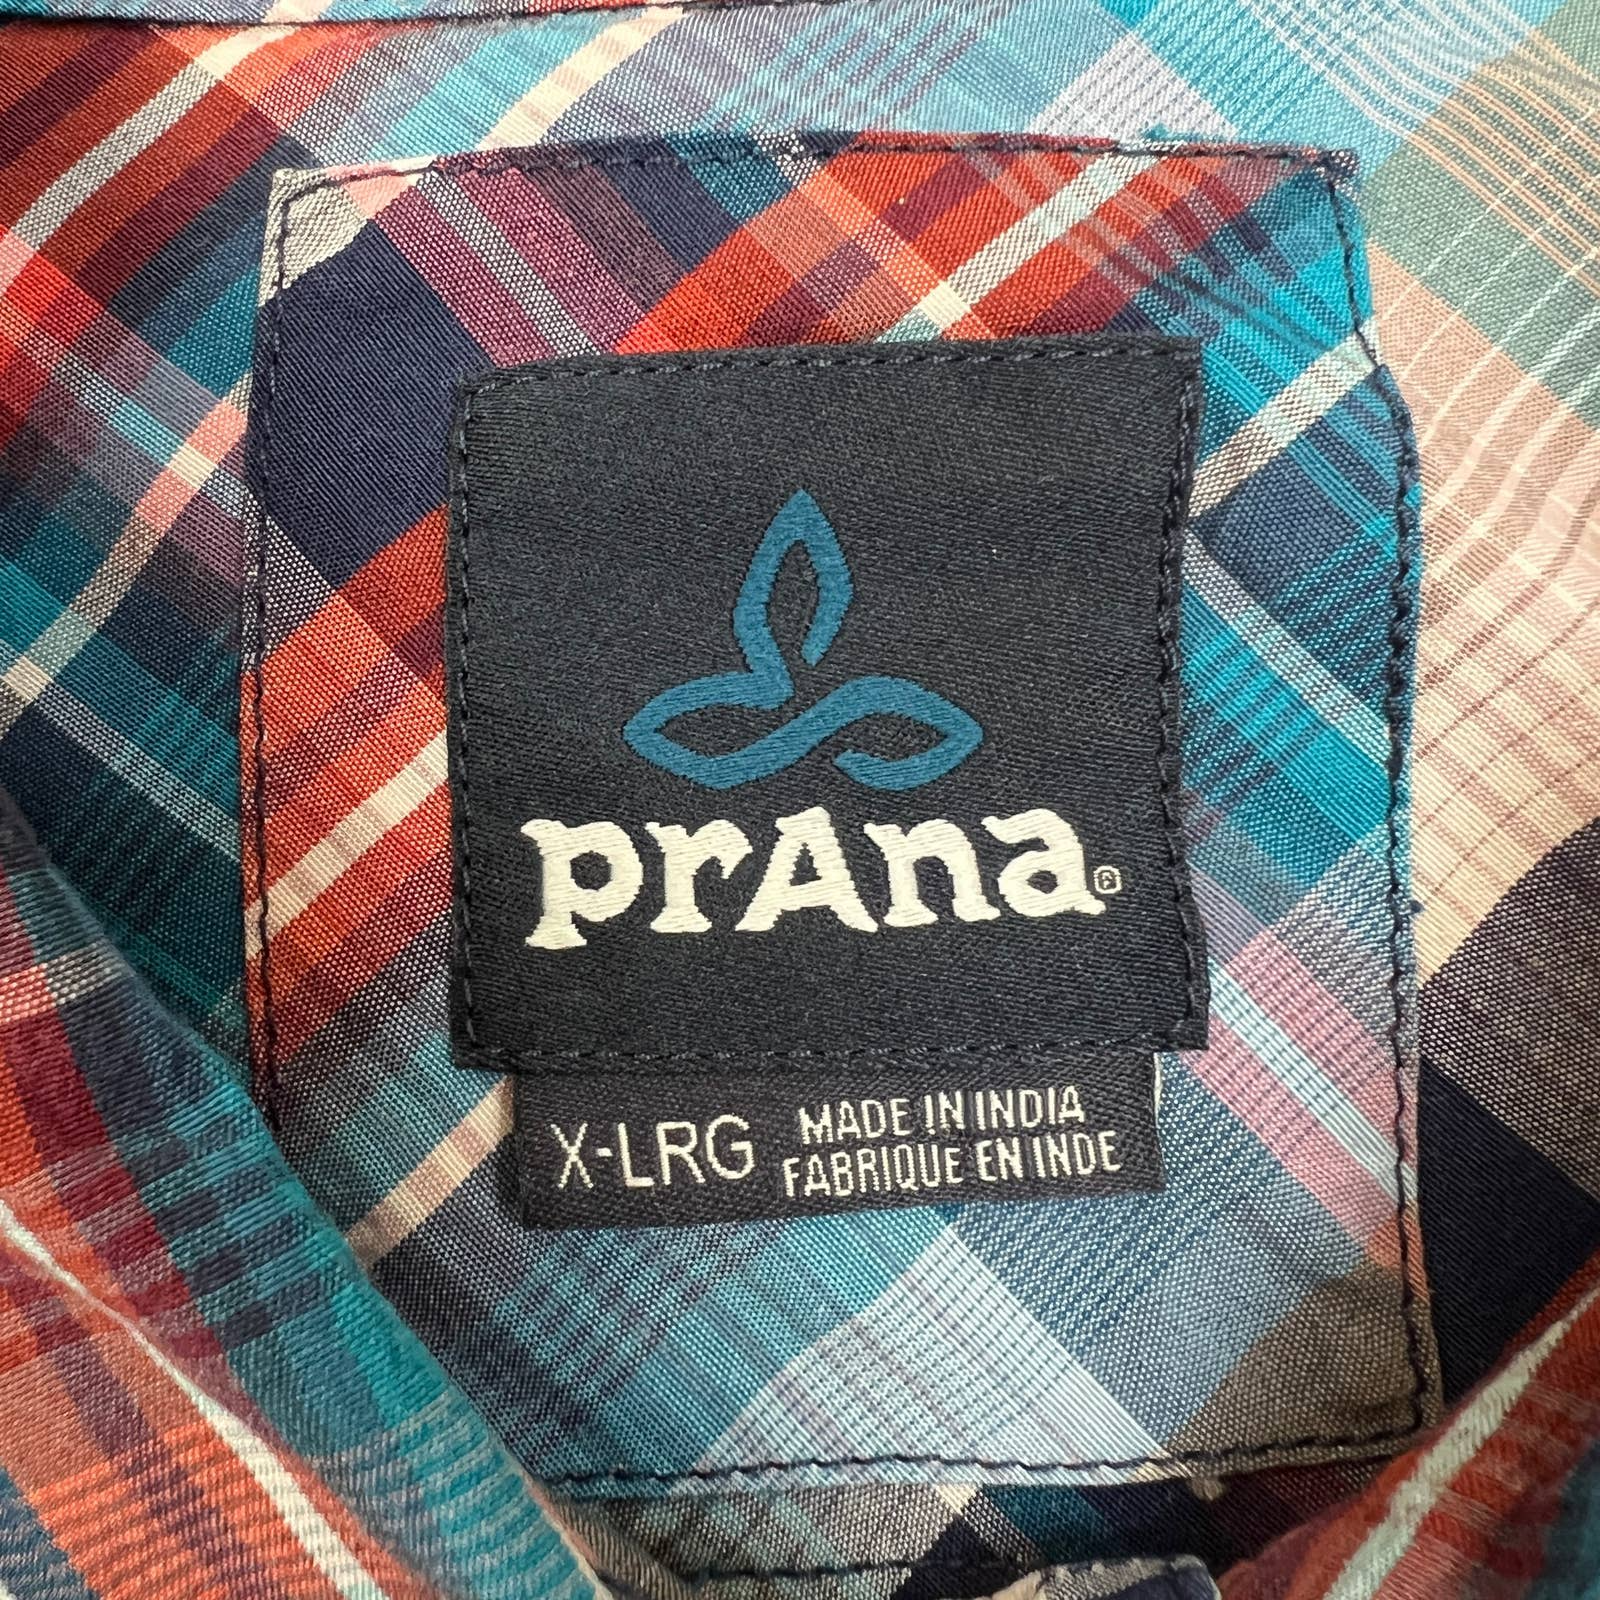 prAna®
X-LRG
MADE IN INDIA
FABRIQUE EN INDE